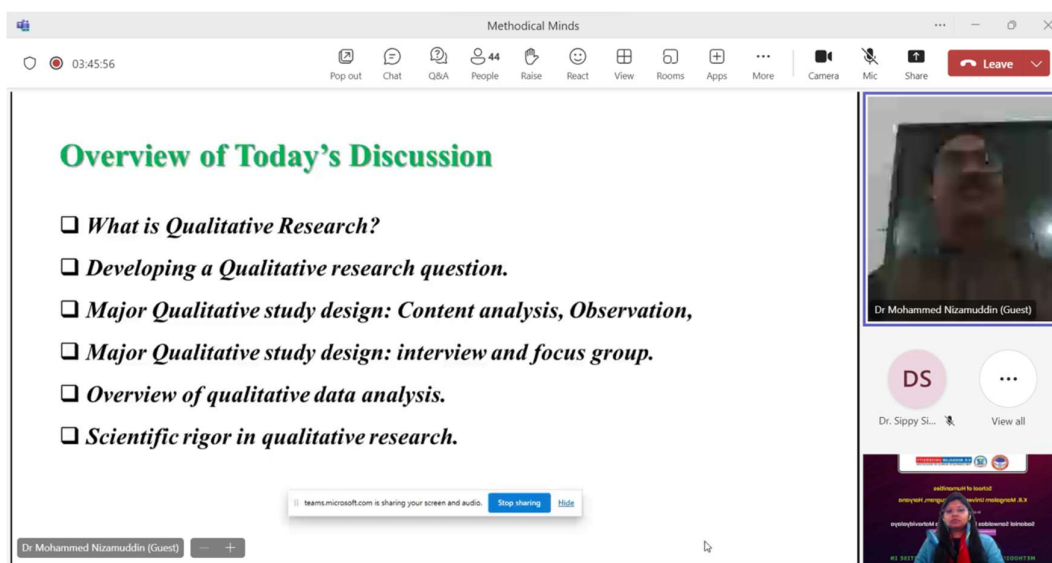 Methodical Minds
03:45:56
Pop out
Chat
Q&A
44
People
Raise
React
View
Rooms
Apps
More
Camera
Mic
Share
Leave
Overview of Today's Discussion
What is Qualitative Research?
Developing a Qualitative research question.
Major Qualitative study design: Content analysis, Observation,
Major Qualitative study design: interview and focus group.
Overview of qualitative data analysis.
Scientific rigor in qualitative research.
teams.microsoft.com is sharing your screen and audio. Stop sharing Hide
Dr Mohammed Nizamuddin (Guest)
Dr Mohammed Nizamuddin (Guest)
DS
Dr. Sippy Si...
View all
School of Humanities
K.R. Mangalam